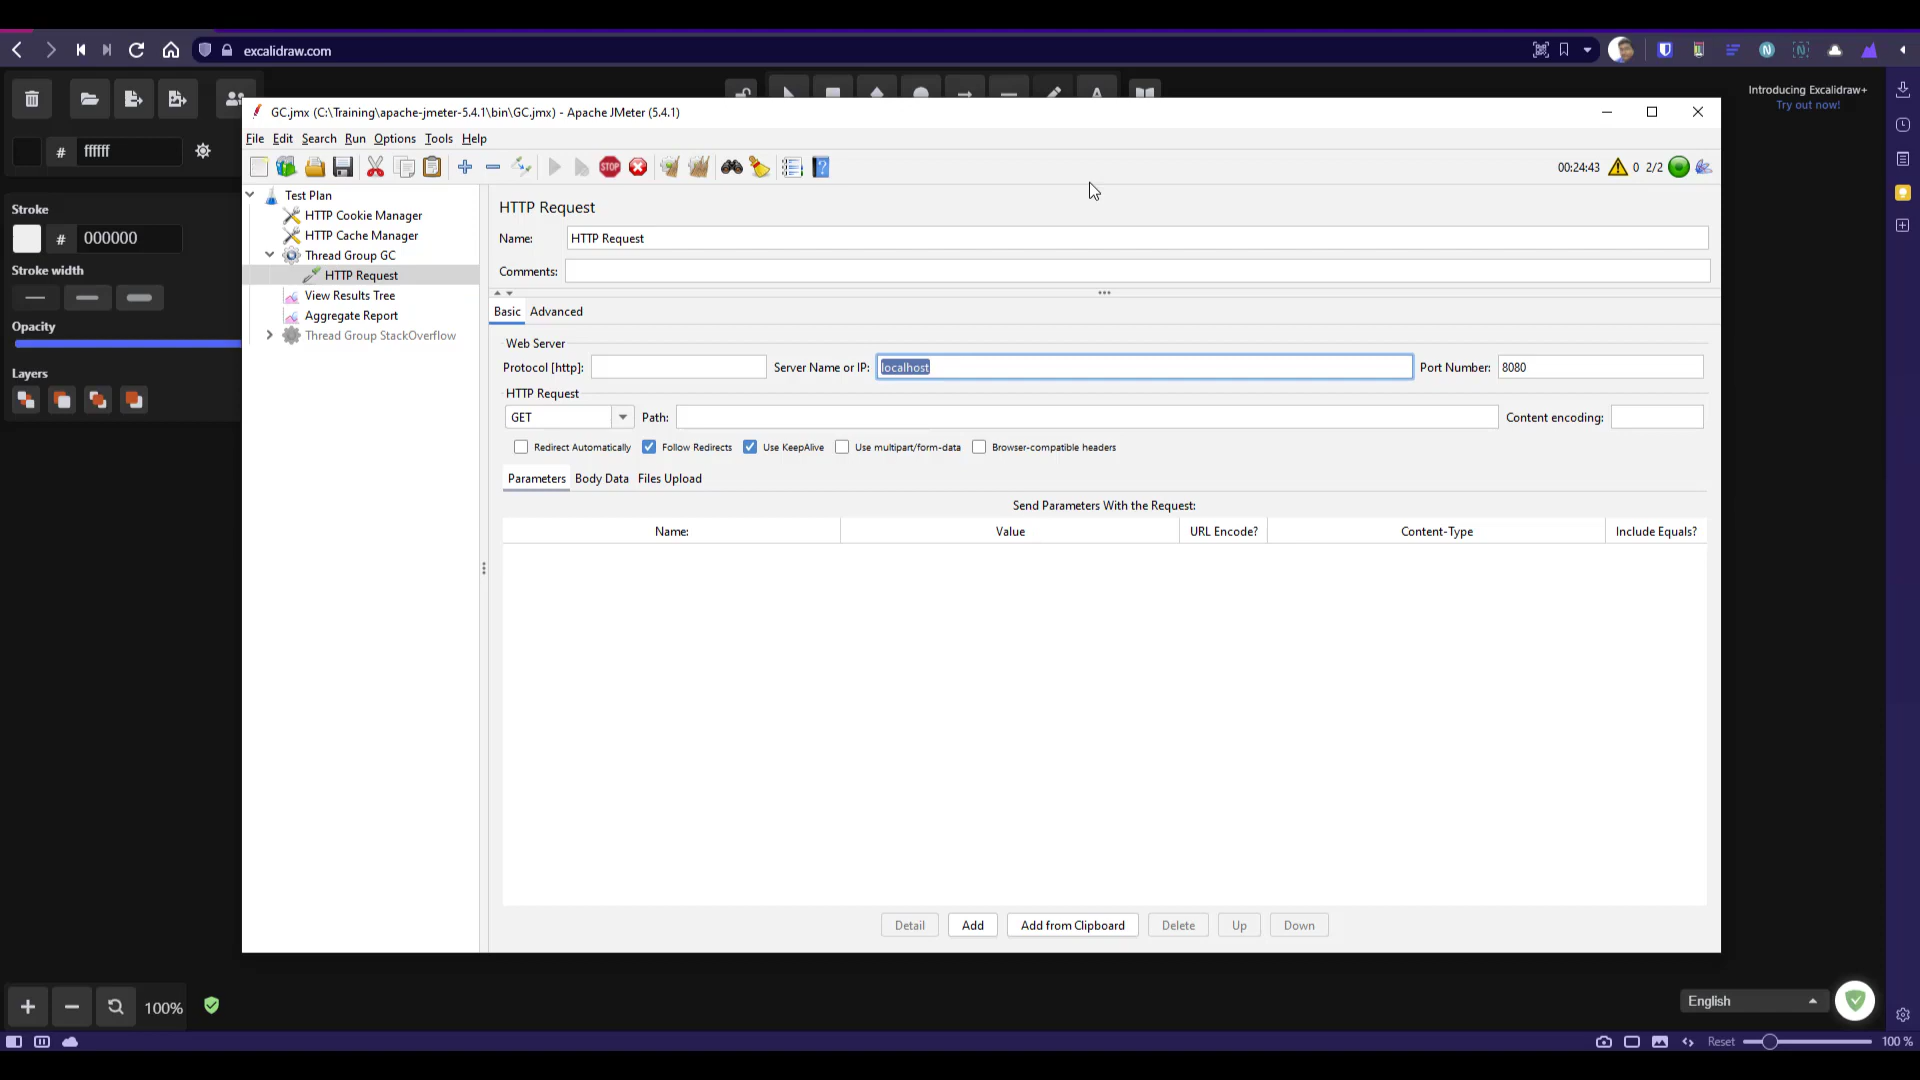 excalidraw.com
Introducing Excalidraw+
Try out now!
# ffffff
Stroke
# 000000
Stroke width
Opacity
Layers
GC.jmx (C:\Training\apache-jmeter-5.4.1\bin\GC.jmx) - Apache JMeter (5.4.1)
File Edit Search Run Options Tools Help
STOP
00:24:43 0 2/2
Test Plan
HTTP Cookie Manager
HTTP Cache Manager
Thread Group GC
HTTP Request
View Results Tree
Aggregate Report
Thread Group StackOverflow
HTTP Request
Name: HTTP Request
Comments:
Basic Advanced
Web Server
Protocol [http]: Server Name or IP: localhost Port Number: 8080
HTTP Request
GET Path: Content encoding:
Redirect Automatically Follow Redirects Use KeepAlive Use multipart/form-data Browser-compatible headers
Parameters Body Data Files Upload
Send Parameters With the Request:
Name: Value URL Encode? Content-Type Include Equals?
Detail Add Add from Clipboard Delete Up Down
100%
English
Reset 100 %